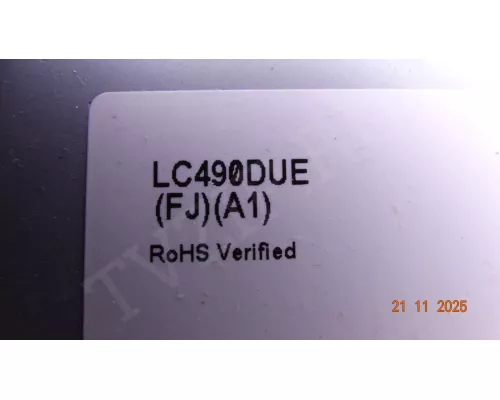 LC490DUE
(FJ)(A1)
RoHS Verified
21 11 2025